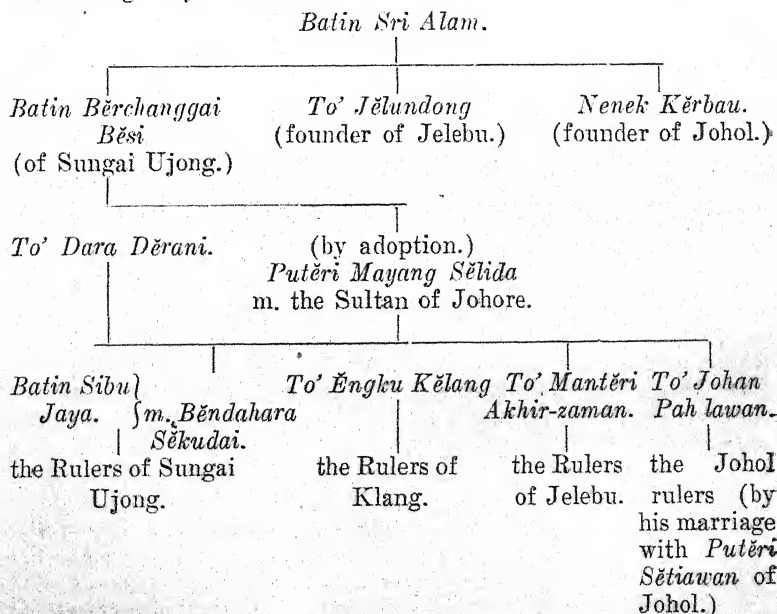 Batin Sri Alam.
Batin Bĕrchanggai
Bĕsi
(of Sungai Ujong.)
To' Jĕlundong
(founder of Jelebu.)
Nenek Kĕrbau.
(founder of Johol.)
To' Dara Dĕrani.
(by adoption.)
Putĕri Mayang Sĕlida
m. the Sultan of Johore.
Batin Sibu
Jaya.
m. Bĕndahara
Sĕkudai.
the Rulers of Sungai
Ujong.
To' Ĕngku Kĕlang
the Rulers of
Klang.
To' Mantĕri
Akhir-zaman.
the Rulers
of Jelebu.
To' Johan
Pah lawan.
the Johol
rulers (by
his marriage
with Putĕri
Sĕtiawan of
Johol.)